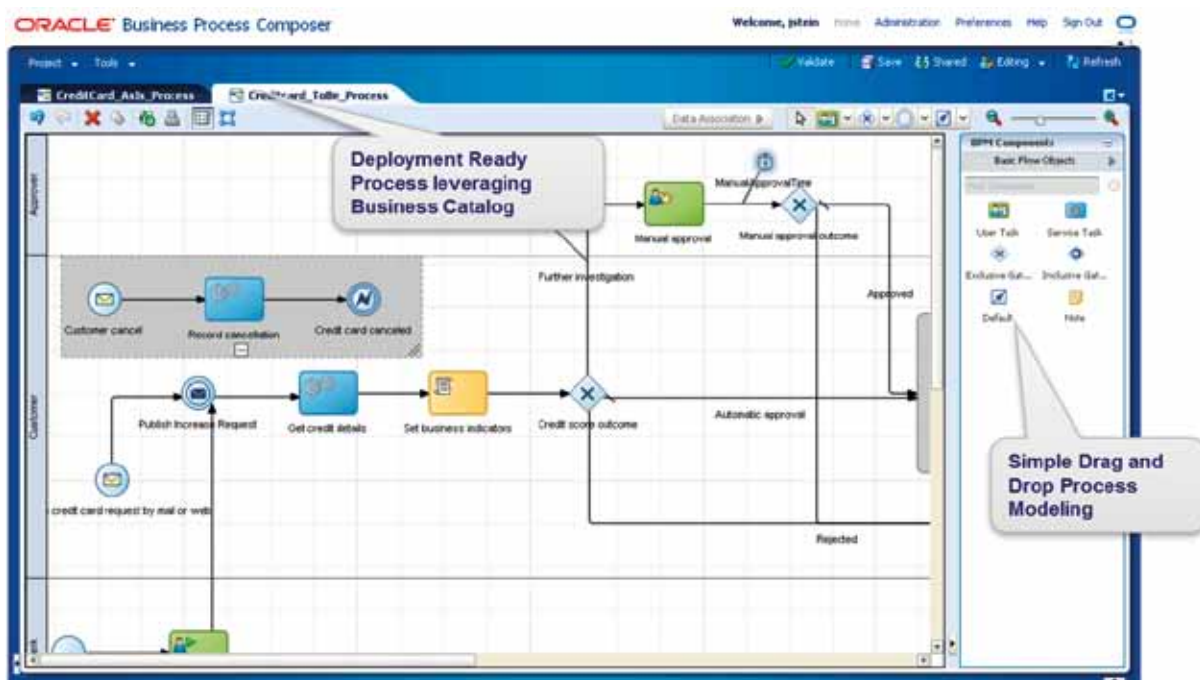 ORACLE Business Process Composer
Welcome, jstein Home Administration Preferences Help Sign Out
Project Tools
Validate Save Shared Editing Refresh
CreditCard_AsIs_Process
Creditcard_ToBe_Process
Data Association
BPM Components
Basic Flow Objects
Deployment Ready
Process leveraging
Business Catalog
Approver
ManualApprovalTime
Manual approval
Manual approval outcome
User Task
Service Task
Exclusive Gat...
Inclusive Gat...
Default
Note
Further investigation
Approved
Customer cancel
Record cancellation
Credit card canceled
Customer
Publish Increase Request
Get credit details
Set business indicators
Credit score outcome
Automatic approval
credit card request by mail or web
Rejected
Simple Drag and
Drop Process
Modeling